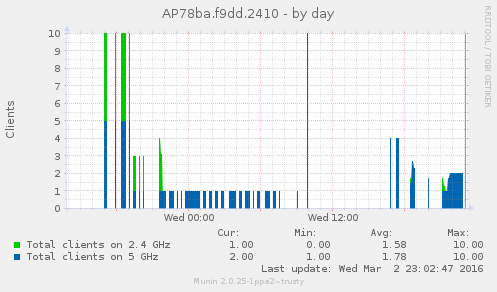 AP78ba.f9dd.2410 - by day
RRDTOOL / TOBI OETIKER
Clients
10
9
8
7
6
5
4
3
2
1
0
Wed 00:00 Wed 12:00
Cur: Min: Avg: Max:
Total clients on 2.4 GHz 1.00 0.00 1.58 10.00
Total clients on 5 GHz 2.00 1.00 1.78 10.00
Last update: Wed Mar 2 23:02:47 2016
Munin 2.0.25-1ppa2~trusty